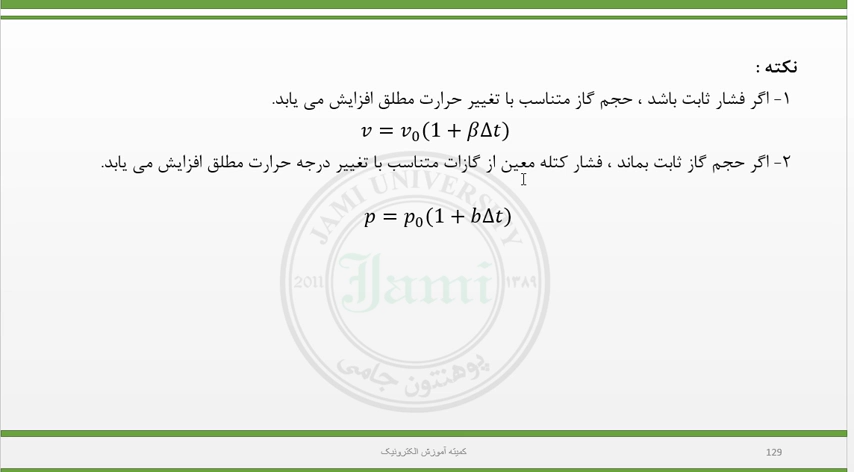 نکته :
۱- اگر فشار ثابت باشد ، حجم گاز متناسب با تغییر حرارت مطلق افزایش می یابد.
v = v₀(1 + βΔt)
۲- اگر حجم گاز ثابت بماند ، فشار کتله معین از گازات متناسب با تغییر درجه حرارت مطلق افزایش می یابد.
p = p₀(1 + bΔt)
JAMI UNIVERSITY
2011 Jami ۱۳۸۹
پوهنتون جامی
کمیته آموزش الکترونیک
129